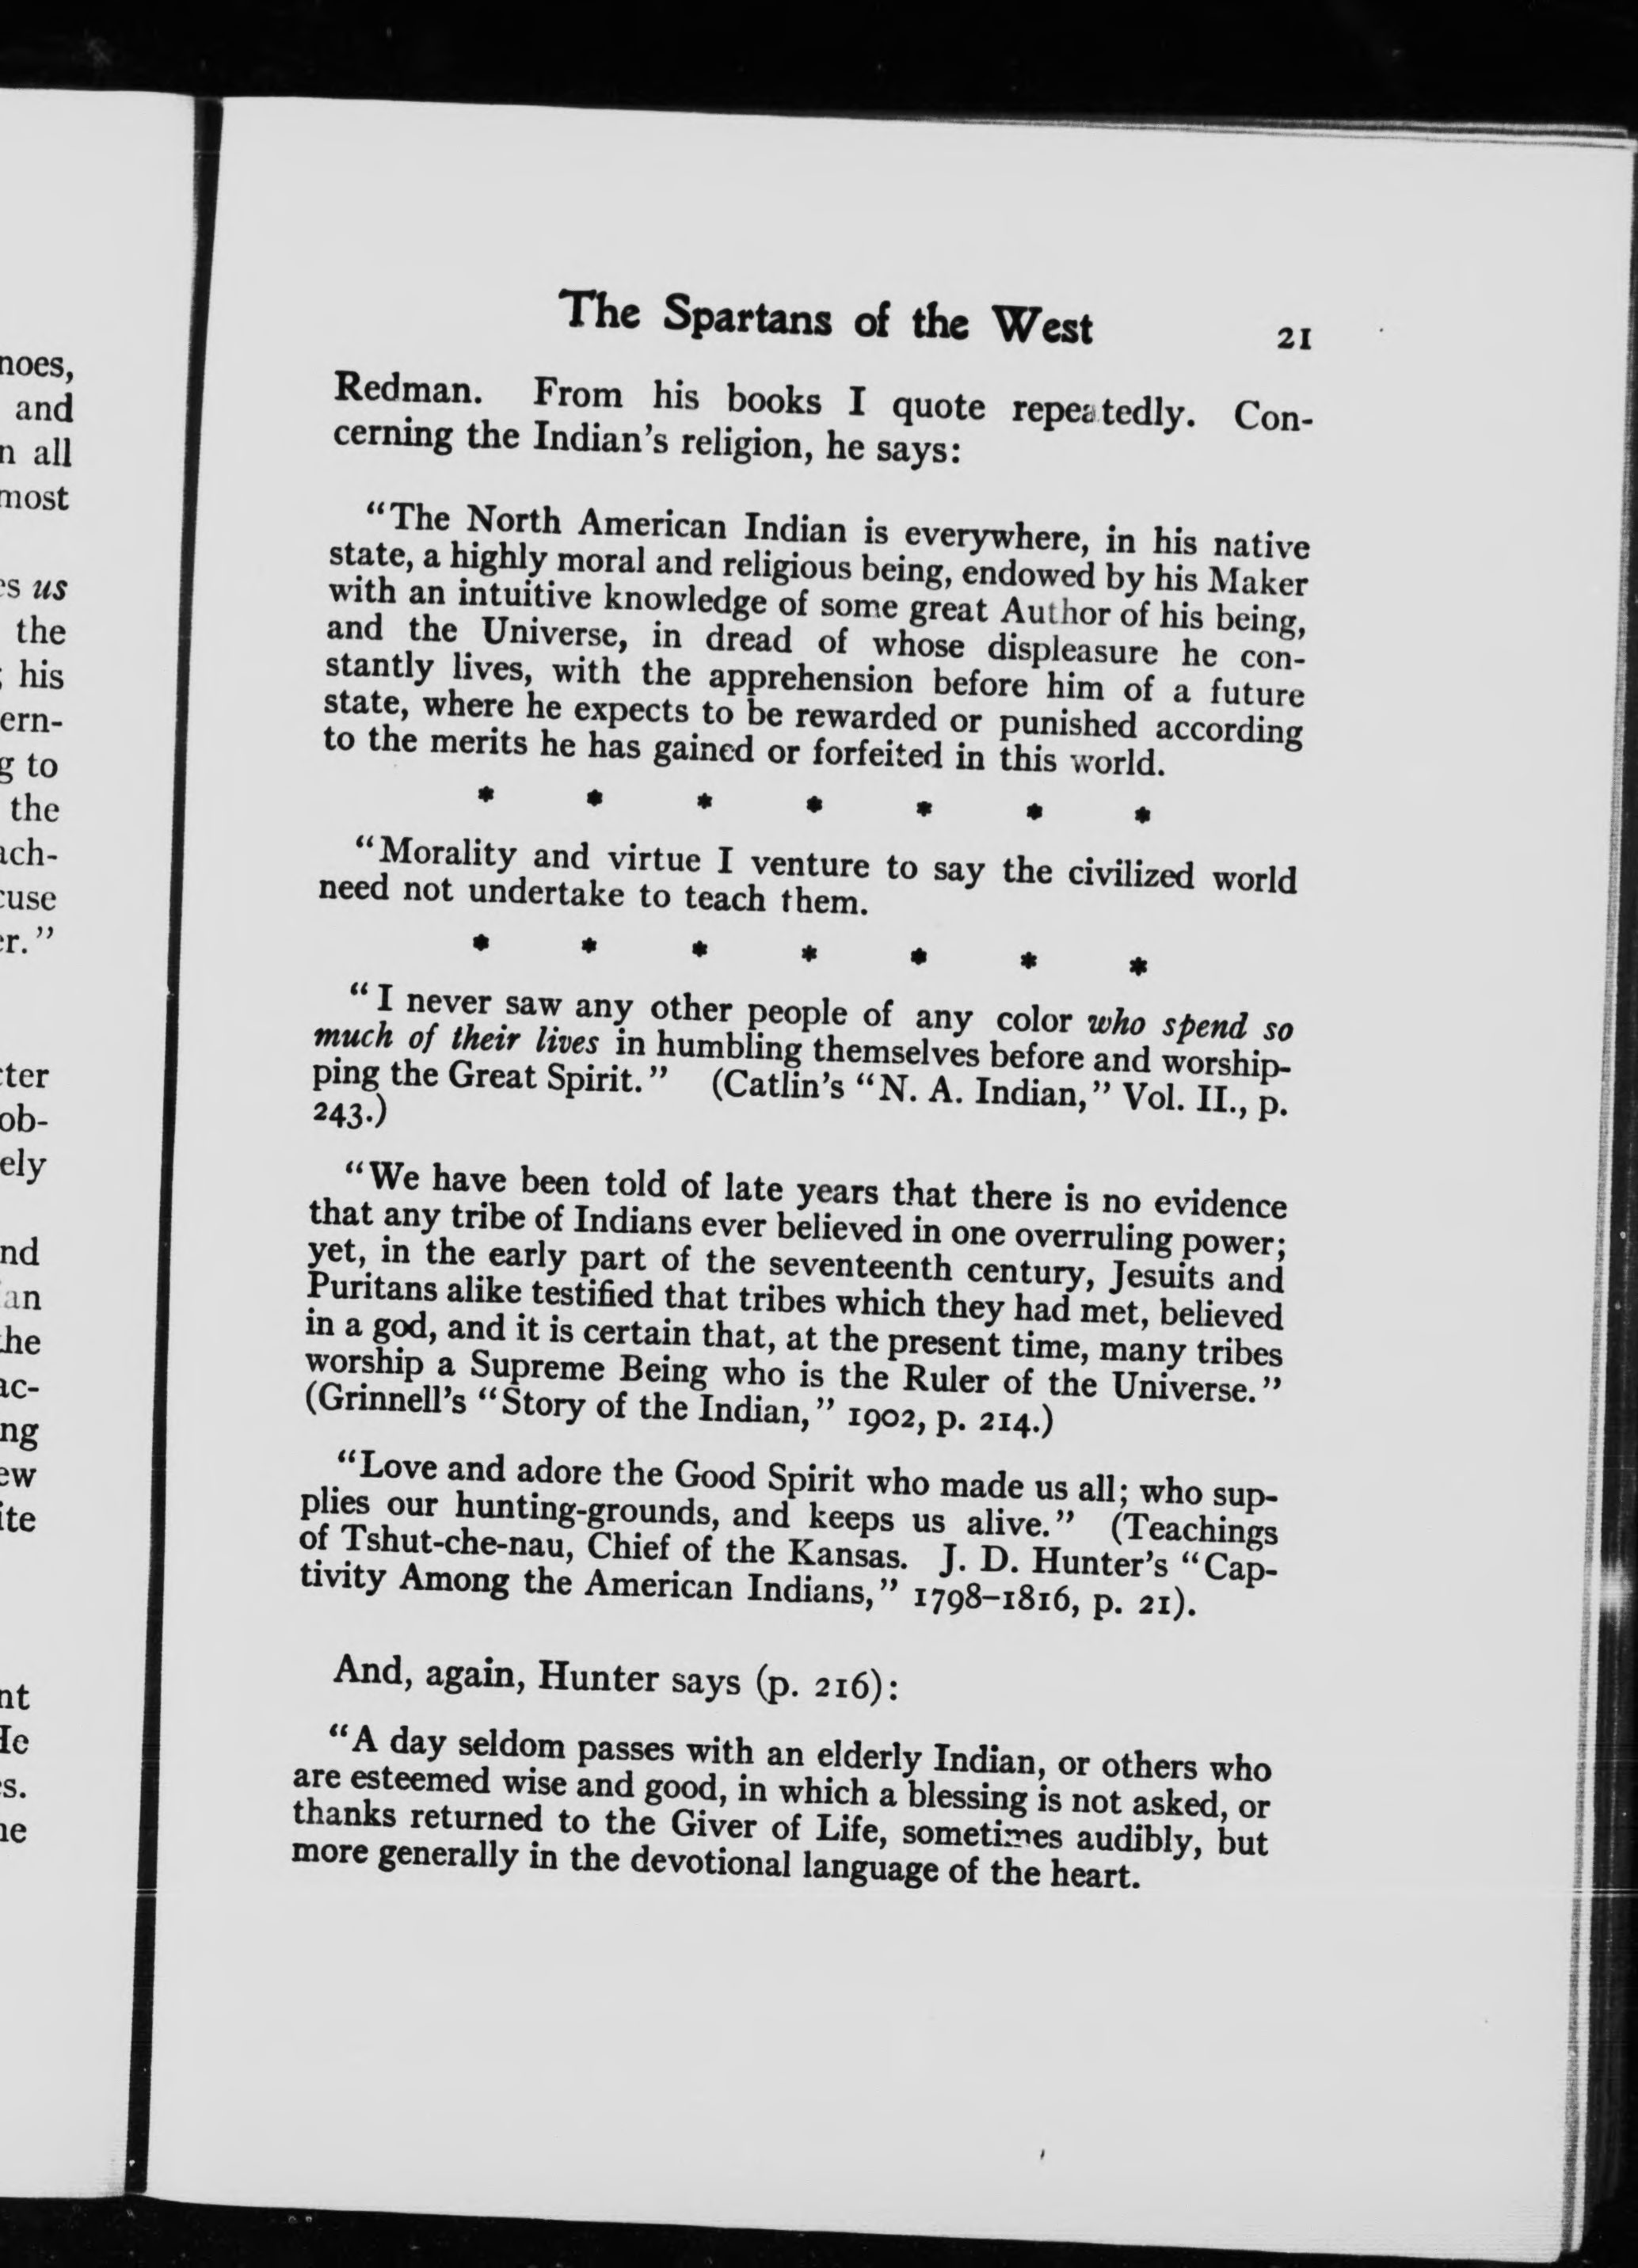 The Spartans of the West 21
Redman. From his books I quote repeatedly. Con-
cerning the Indian's religion, he says:
"The North American Indian is everywhere, in his native
state, a highly moral and religious being, endowed by his Maker
with an intuitive knowledge of some great Author of his being,
and the Universe, in dread of whose displeasure he con-
stantly lives, with the apprehension before him of a future
state, where he expects to be rewarded or punished according
to the merits he has gained or forfeited in this world.
* * * * * * *
"Morality and virtue I venture to say the civilized world
need not undertake to teach them.
* * * * * * *
"I never saw any other people of any color who spend so
much of their lives in humbling themselves before and worship-
ping the Great Spirit." (Catlin's "N. A. Indian," Vol. II., p.
243.)
"We have been told of late years that there is no evidence
that any tribe of Indians ever believed in one overruling power;
yet, in the early part of the seventeenth century, Jesuits and
Puritans alike testified that tribes which they had met, believed
in a god, and it is certain that, at the present time, many tribes
worship a Supreme Being who is the Ruler of the Universe."
(Grinnell's "Story of the Indian," 1902, p. 214.)
"Love and adore the Good Spirit who made us all; who sup-
plies our hunting-grounds, and keeps us alive." (Teachings
of Tshut-che-nau, Chief of the Kansas. J. D. Hunter's "Cap-
tivity Among the American Indians," 1798–1816, p. 21).
And, again, Hunter says (p. 216):
"A day seldom passes with an elderly Indian, or others who
are esteemed wise and good, in which a blessing is not asked, or
thanks returned to the Giver of Life, sometimes audibly, but
more generally in the devotional language of the heart.